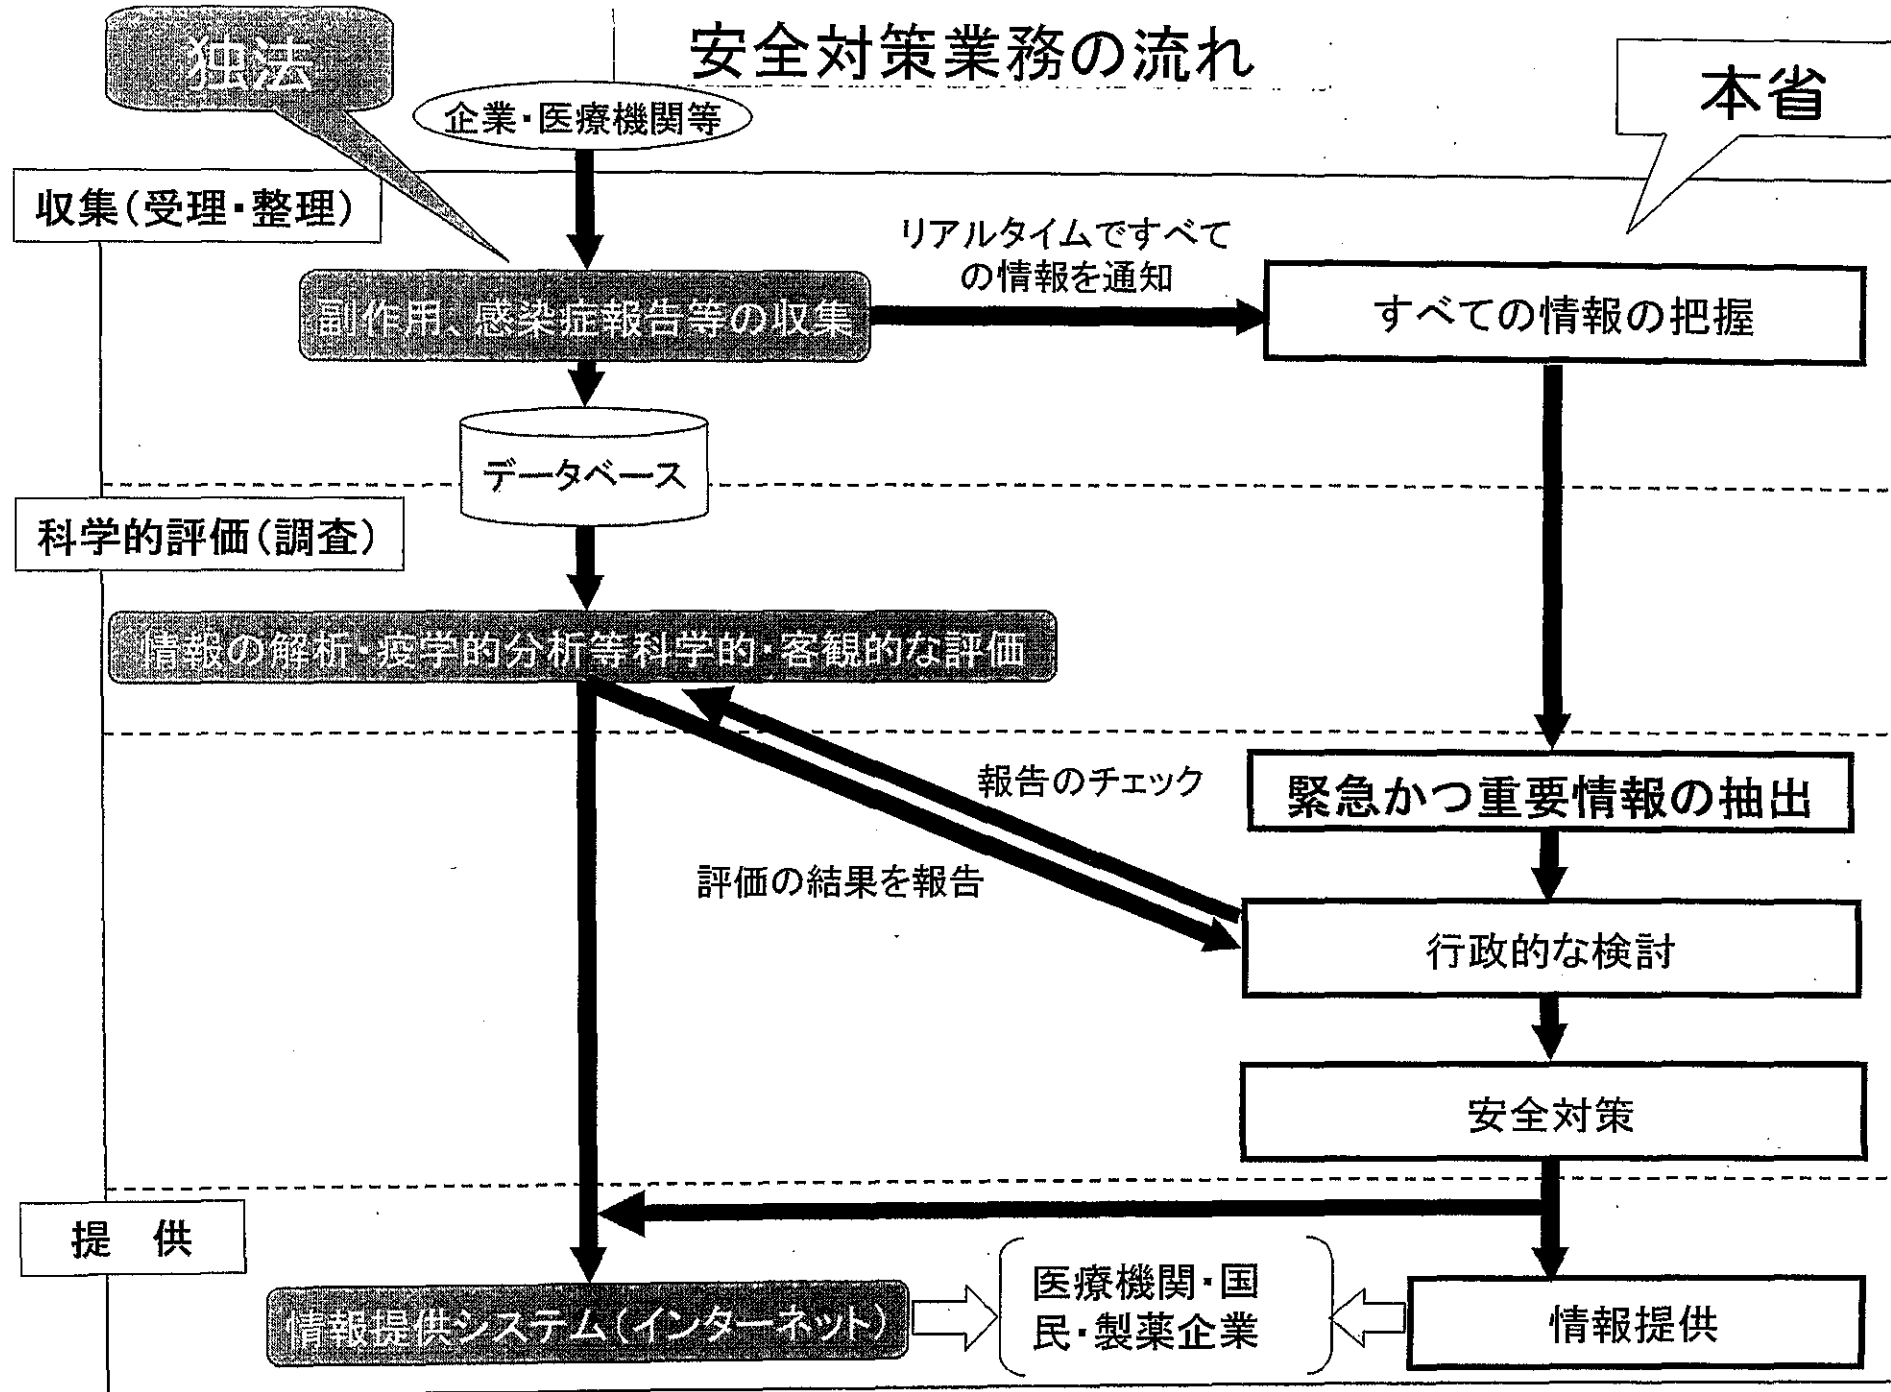 安全対策業務の流れ
独法
本省
企業・医療機関等
収集(受理・整理)
リアルタイムですべて
の情報を通知
副作用、感染症報告等の収集
すべての情報の把握
データベース
科学的評価(調査)
情報の解析・疫学的分析等科学的・客観的な評価
報告のチェック
緊急かつ重要情報の抽出
評価の結果を報告
行政的な検討
安全対策
提 供
医療機関・国
民・製薬企業
情報提供システム(インターネット)
情報提供